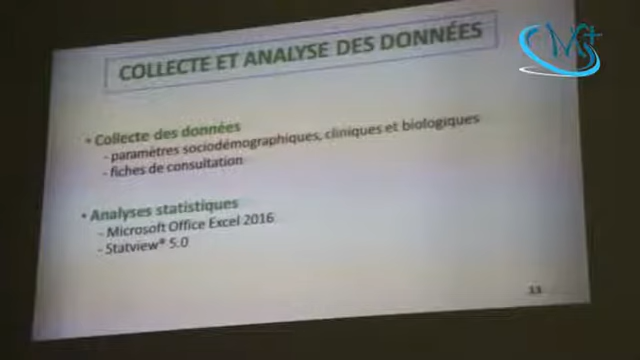 COLLECTE ET ANALYSE DES DONNÉES
• Collecte des données
- paramètres sociodémographiques, cliniques et biologiques
- fiches de consultation
• Analyses statistiques
- Microsoft Office Excel 2016
- Statview® 5.0